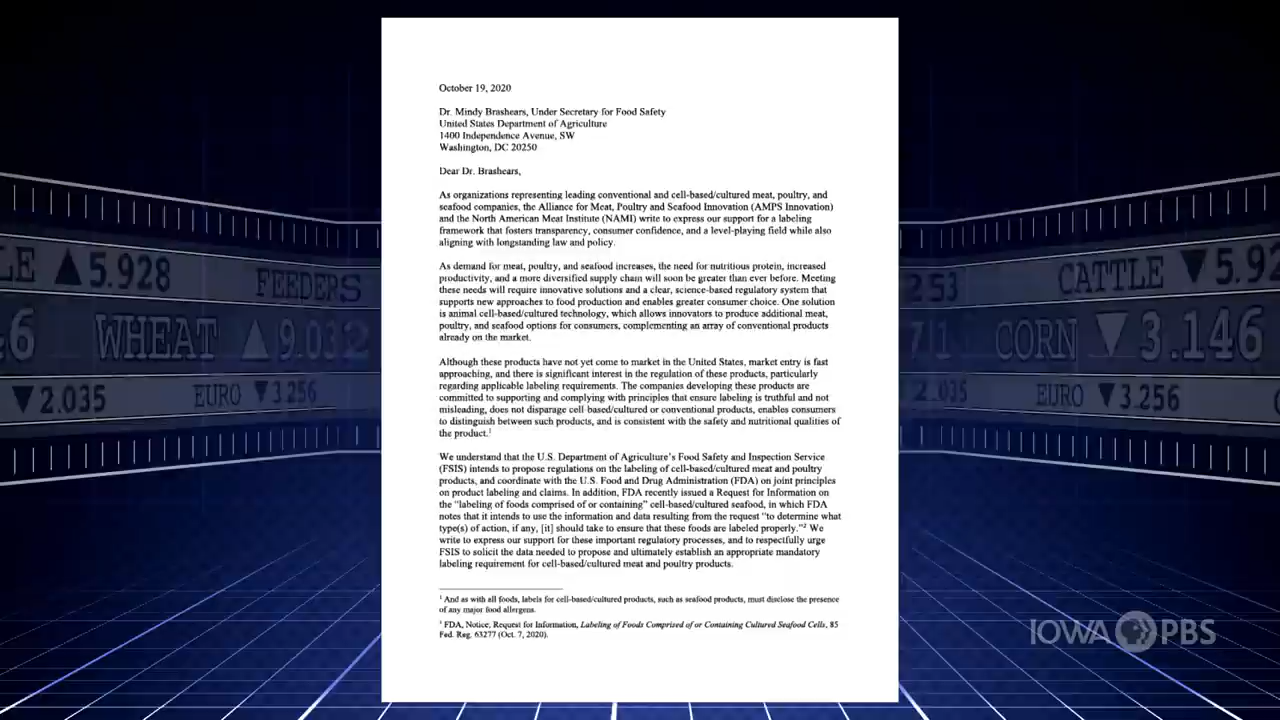 October 19, 2020
Dr. Mindy Brashears, Under Secretary for Food Safety
United States Department of Agriculture
1400 Independence Avenue, SW
Washington, DC 20250
Dear Dr. Brashears,
As organizations representing leading conventional and cell-based/cultured meat, poultry, and
seafood companies, the Alliance for Meat, Poultry and Seafood Innovation (AMPS Innovation)
and the North American Meat Institute (NAMI) write to express our support for a labeling
framework that fosters transparency, consumer confidence, and a level-playing field while also
aligning with longstanding law and policy.
As demand for meat, poultry, and seafood increases, the need for nutritious protein, increased
productivity, and a more diversified supply chain will soon be greater than ever before. Meeting
these needs will require innovative solutions and a clear, science-based regulatory system that
supports new approaches to food production and enables greater consumer choice. One solution
is animal cell-based/cultured technology, which allows innovators to produce additional meat,
poultry, and seafood options for consumers, complementing an array of conventional products
already on the market.
Although these products have not yet come to market in the United States, market entry is fast
approaching, and there is significant interest in the regulation of these products, particularly
regarding applicable labeling requirements. The companies developing these products are
committed to supporting and complying with principles that ensure labeling is truthful and not
misleading, does not disparage cell-based/cultured or conventional products, enables consumers
to distinguish between such products, and is consistent with the safety and nutritional qualities of
the product.¹
We understand that the U.S. Department of Agriculture's Food Safety and Inspection Service
(FSIS) intends to propose regulations on the labeling of cell-based/cultured meat and poultry
products, and coordinate with the U.S. Food and Drug Administration (FDA) on joint principles
on product labeling and claims. In addition, FDA recently issued a Request for Information on
the "labeling of foods comprised of or containing" cell-based/cultured seafood, in which FDA
notes that it intends to use the information and data resulting from the request "to determine what
type(s) of action, if any, [it] should take to ensure that these foods are labeled properly."² We
write to express our support for these important regulatory processes, and to respectfully urge
FSIS to solicit the data needed to propose and ultimately establish an appropriate mandatory
labeling requirement for cell-based/cultured meat and poultry products.
¹ And as with all foods, labels for cell-based/cultured products, such as seafood products, must disclose the presence
of any major food allergens.
² FDA, Notice; Request for Information, Labeling of Foods Comprised of or Containing Cultured Seafood Cells, 85
Fed. Reg. 63277 (Oct. 7, 2020).
WHEAT ▲ 9.032
▼2.035
EURO ▼3.256
▼5.9
CORN ▼ 3.146
2.035
EURO ▼3.256
IOWA PBS